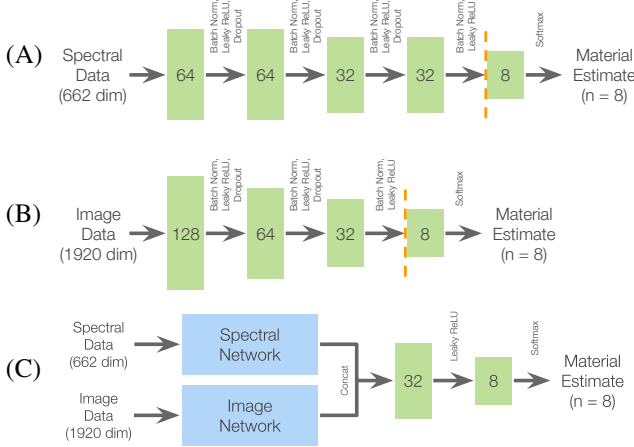 (A)
Spectral
Data
(662 dim)
64
Batch Norm,
Leaky ReLU,
Dropout
64
Batch Norm,
Leaky ReLU,
Dropout
32
Batch Norm,
Leaky ReLU,
Dropout
32
Batch Norm,
Leaky ReLU
8
Softmax
Material
Estimate
(n = 8)
(B)
Image
Data
(1920 dim)
128
Batch Norm,
Leaky ReLU,
Dropout
64
Batch Norm,
Leaky ReLU,
Dropout
32
Batch Norm,
Leaky ReLU
8
Softmax
Material
Estimate
(n = 8)
(C)
Spectral
Data
(662 dim)
Spectral
Network
Image
Data
(1920 dim)
Image
Network
Concat
32
Leaky ReLU
8
Softmax
Material
Estimate
(n = 8)